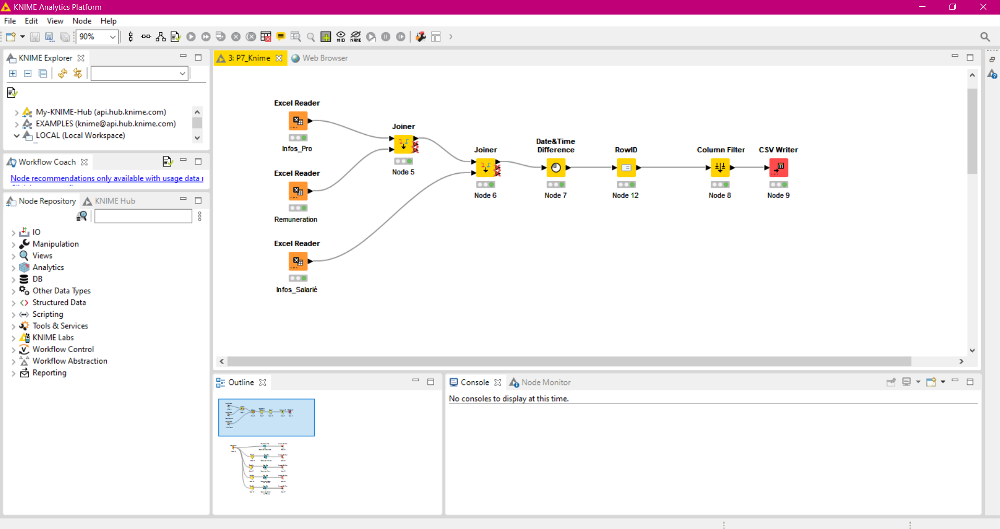 KNIME Analytics Platform
File Edit View Node Help
90%
#ID
NAME
KNIME Explorer
My-KNIME-Hub (api.hub.knime.com)
EXAMPLES (knime@api.hub.knime.com)
LOCAL (Local Workspace)
Workflow Coach
Node recommendations only available with usage data r
Node Repository
KNIME Hub
IO
Manipulation
Views
Analytics
DB
Other Data Types
Structured Data
Scripting
Tools & Services
KNIME Labs
Workflow Control
Workflow Abstraction
Reporting
3: P7_Knime
Web Browser
Excel Reader
Infos_Pro
Excel Reader
Remuneration
Excel Reader
Infos_Salarié
Joiner
Node 5
Joiner
Node 6
Date&Time
Difference
Node 7
RowID
Node 12
Column Filter
Node 8
CSV Writer
Node 9
Outline
Console
Node Monitor
No consoles to display at this time.